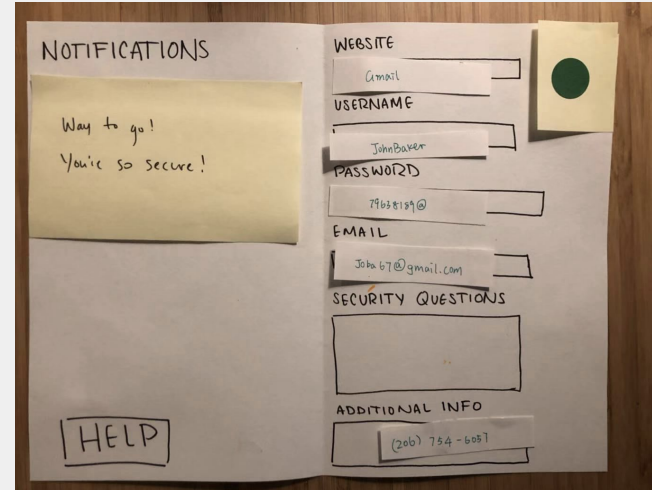 NOTIFICATIONS
Way to go!
You're so secure!
HELP
WEBSITE
Gmail
USERNAME
JohnBaker
PASSWORD
79638189@
EMAIL
Joba67@gmail.com
SECURITY QUESTIONS
ADDITIONAL INFO
(206) 754-6057